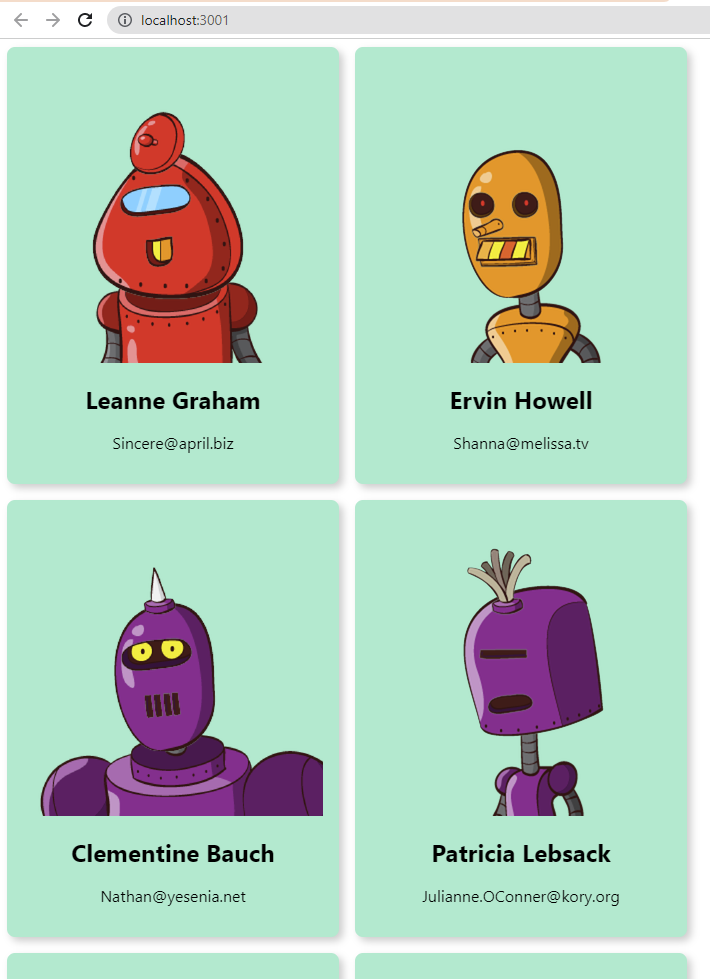 localhost:3001
Leanne Graham
Sincere@april.biz
Ervin Howell
Shanna@melissa.tv
Clementine Bauch
Nathan@yesenia.net
Patricia Lebsack
Julianne.OConner@kory.org